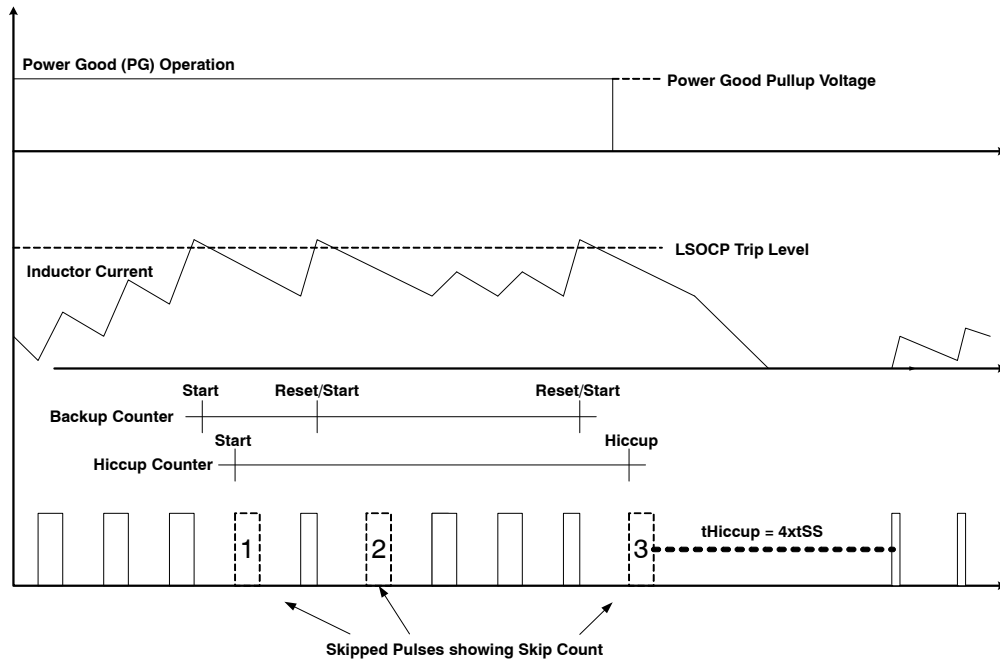 Power Good (PG) Operation
Power Good Pullup Voltage
LSOCP Trip Level
Inductor Current
Start
Reset/Start
Reset/Start
Backup Counter
Start
Hiccup
Hiccup Counter
tHiccup = 4xtSS
1
2
3
Skipped Pulses showing Skip Count